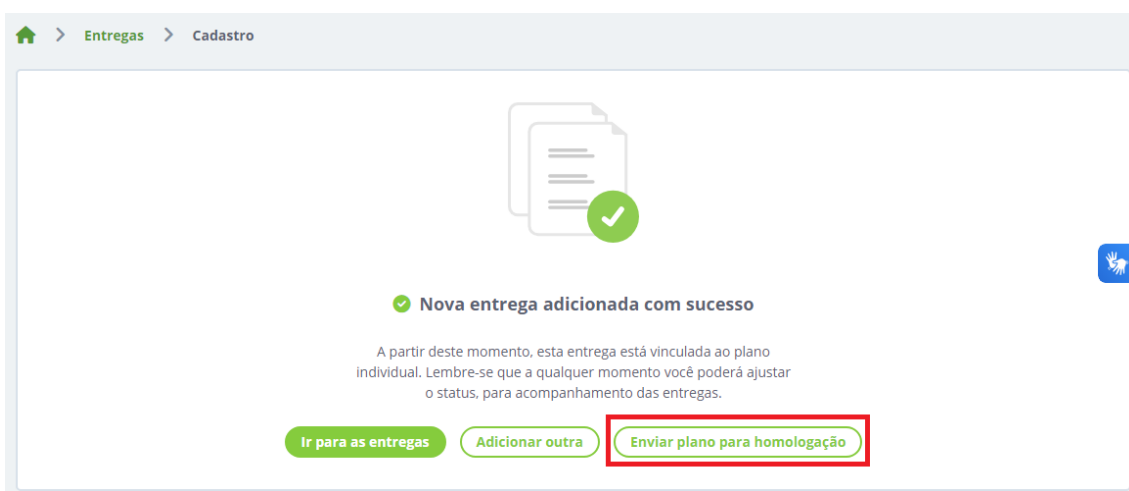 Entregas > Cadastro
Nova entrega adicionada com sucesso
A partir deste momento, esta entrega está vinculada ao plano
individual. Lembre-se que a qualquer momento você poderá ajustar
o status, para acompanhamento das entregas.
Ir para as entregas Adicionar outra Enviar plano para homologação